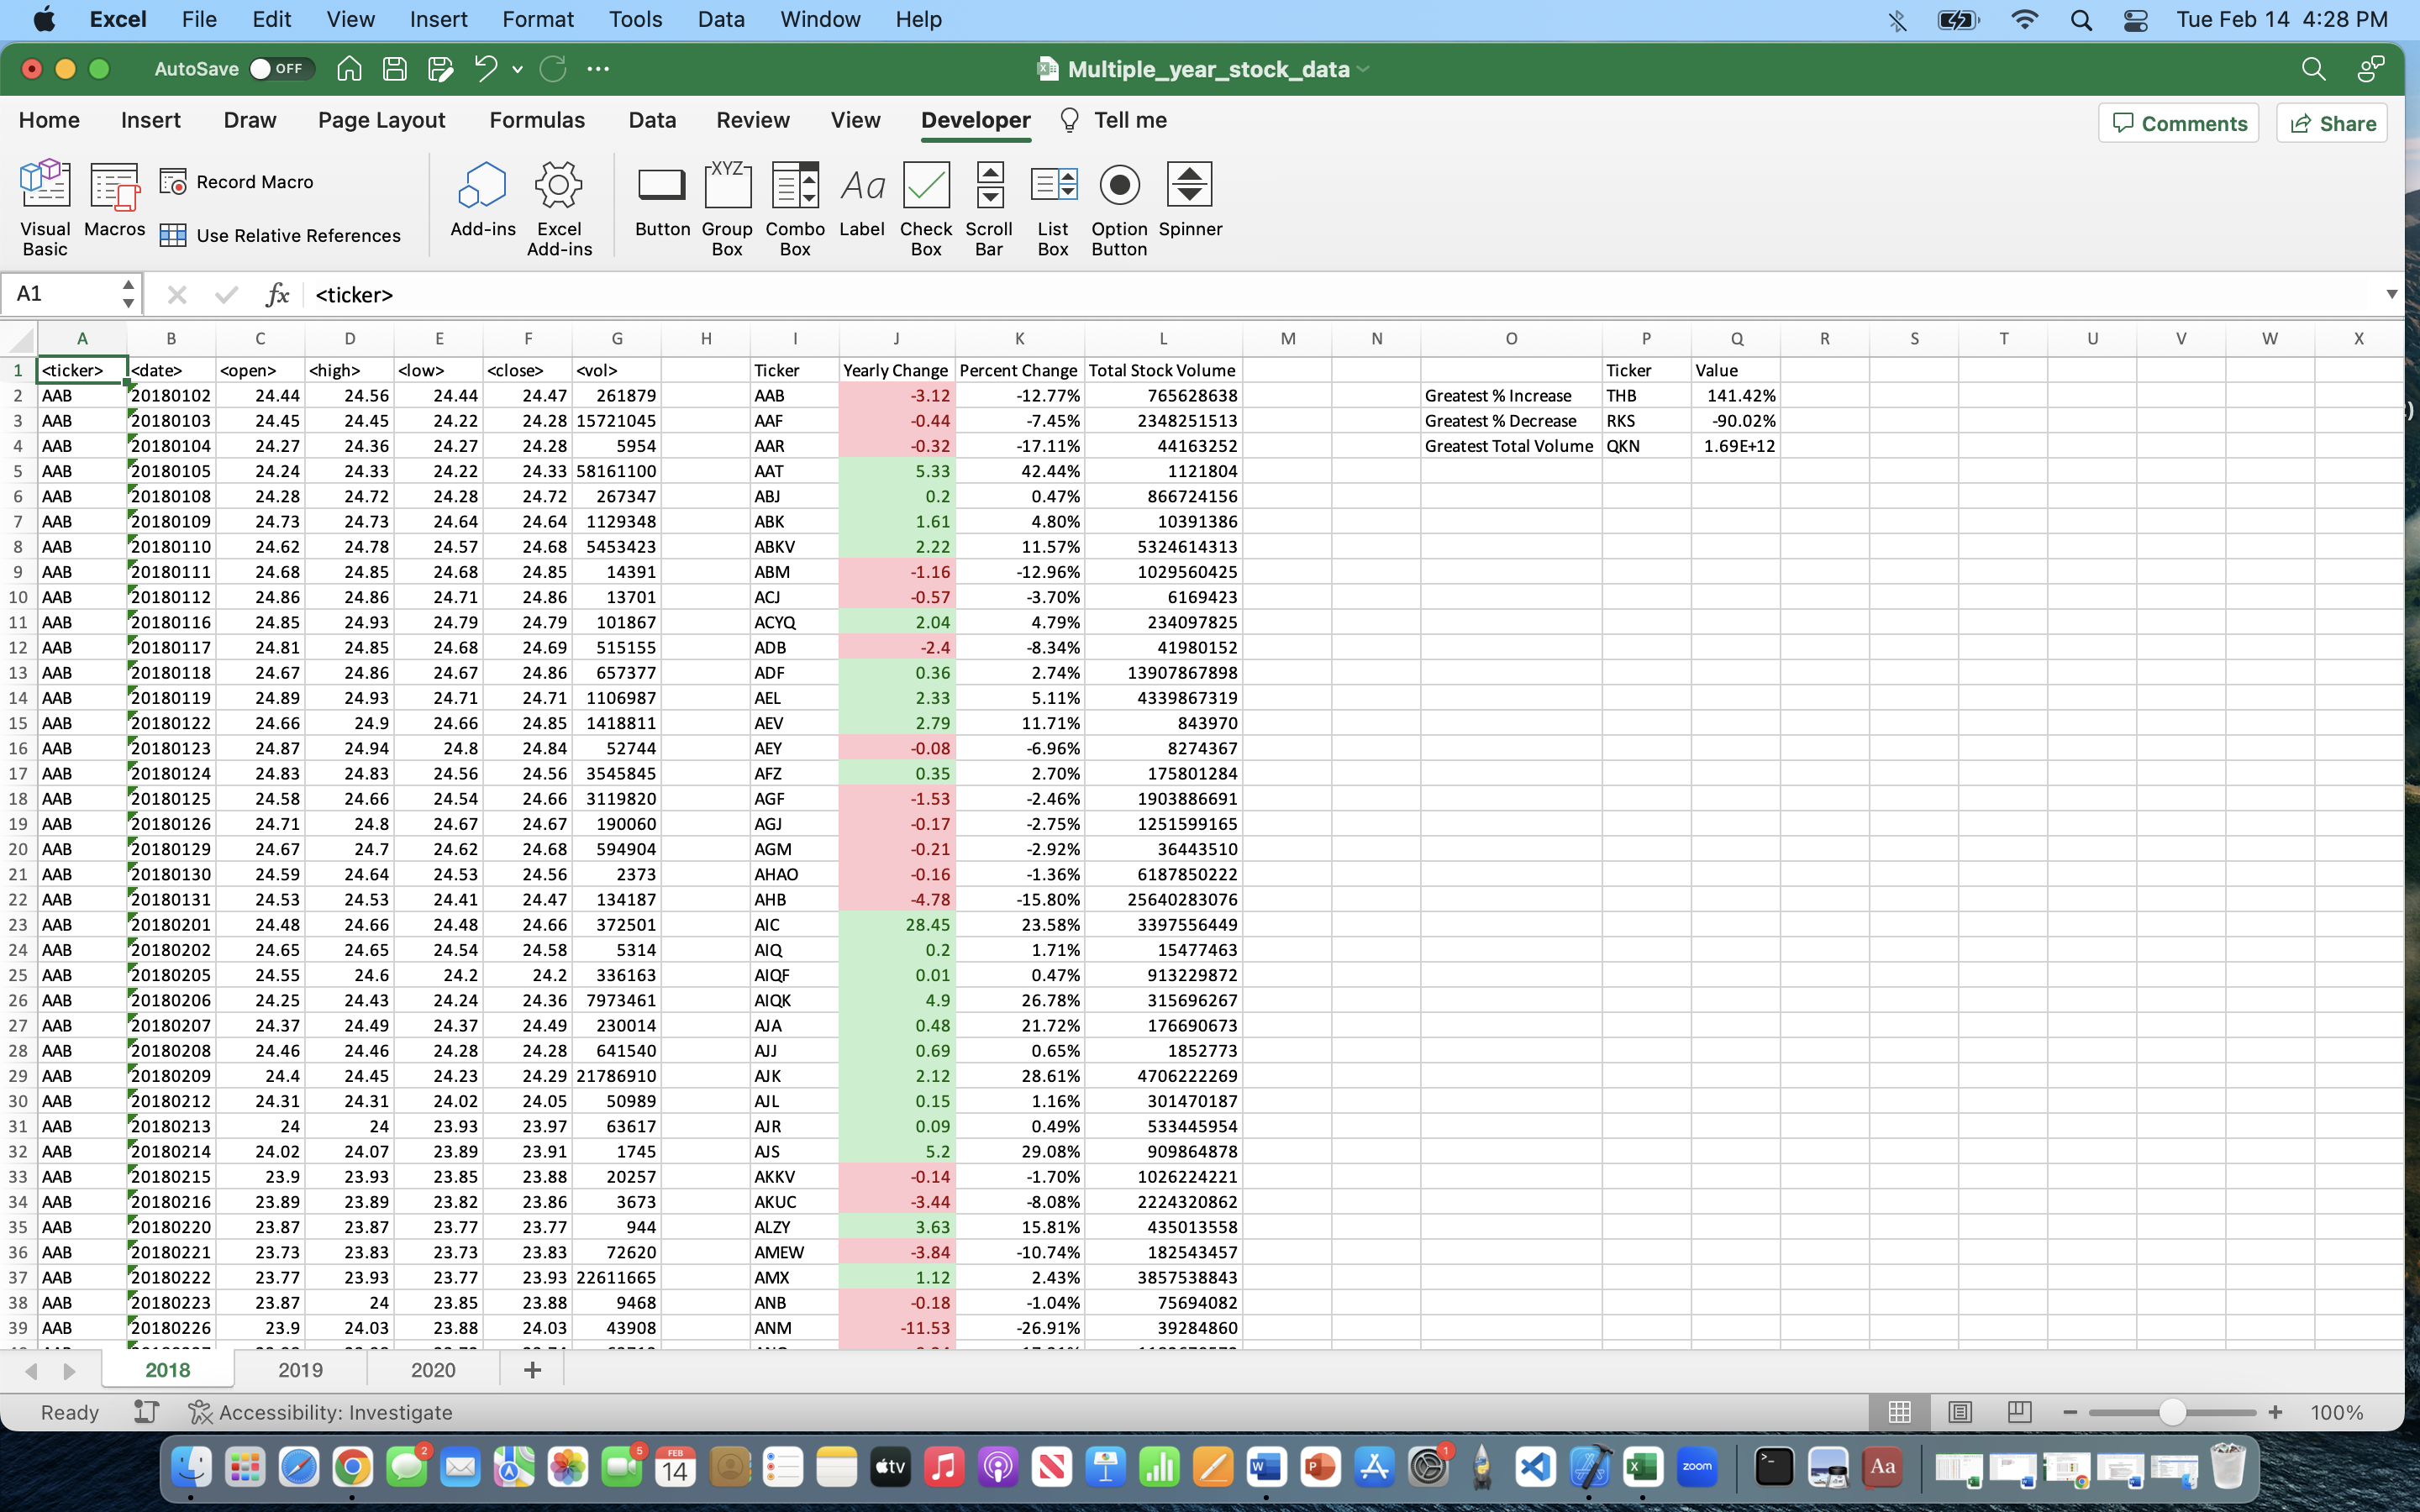 Excel File Edit View Insert Format Tools Data Window Help Tue Feb 14 4:28 PM
AutoSave OFF Multiple_year_stock_data
Home Insert Draw Page Layout Formulas Data Review View Developer Tell me Comments Share
Record Macro
Use Relative References
Visual Basic Macros Add-ins Excel Add-ins Button Group Box Combo Box Label Check Box Scroll Bar List Box Option Button Spinner
A1 fx <ticker>
A B C D E F G H I J K L M N O P Q R S T U V W X
1 <ticker> <date> <open> <high> <low> <close> <vol> Ticker Yearly Change Percent Change Total Stock Volume Ticker Value
2 AAB 20180102 24.44 24.56 24.44 24.47 261879 AAB -3.12 -12.77% 765628638 Greatest % Increase THB 141.42%
3 AAB 20180103 24.45 24.45 24.22 24.28 15721045 AAF -0.44 -7.45% 2348251513 Greatest % Decrease RKS -90.02%
4 AAB 20180104 24.27 24.36 24.27 24.28 5954 AAR -0.32 -17.11% 44163252 Greatest Total Volume QKN 1.69E+12
5 AAB 20180105 24.24 24.33 24.22 24.33 58161100 AAT 5.33 42.44% 1121804
6 AAB 20180108 24.28 24.72 24.28 24.72 267347 ABJ 0.2 0.47% 866724156
7 AAB 20180109 24.73 24.73 24.64 24.64 1129348 ABK 1.61 4.80% 10391386
8 AAB 20180110 24.62 24.78 24.57 24.68 5453423 ABKV 2.22 11.57% 5324614313
9 AAB 20180111 24.68 24.85 24.68 24.85 14391 ABM -1.16 -12.96% 1029560425
10 AAB 20180112 24.86 24.86 24.71 24.86 13701 ACJ -0.57 -3.70% 6169423
11 AAB 20180116 24.85 24.93 24.79 24.79 101867 ACYQ 2.04 4.79% 234097825
12 AAB 20180117 24.81 24.85 24.68 24.69 515155 ADB -2.4 -8.34% 41980152
13 AAB 20180118 24.67 24.86 24.67 24.86 657377 ADF 0.36 2.74% 13907867898
14 AAB 20180119 24.89 24.93 24.71 24.71 1106987 AEL 2.33 5.11% 4339867319
15 AAB 20180122 24.66 24.9 24.66 24.85 1418811 AEV 2.79 11.71% 843970
16 AAB 20180123 24.87 24.94 24.8 24.84 52744 AEY -0.08 -6.96% 8274367
17 AAB 20180124 24.83 24.83 24.56 24.56 3545845 AFZ 0.35 2.70% 175801284
18 AAB 20180125 24.58 24.66 24.54 24.66 3119820 AGF -1.53 -2.46% 1903886691
19 AAB 20180126 24.71 24.8 24.67 24.67 190060 AGJ -0.17 -2.75% 1251599165
20 AAB 20180129 24.67 24.7 24.62 24.68 594904 AGM -0.21 -2.92% 36443510
21 AAB 20180130 24.59 24.64 24.53 24.56 2373 AHAO -0.16 -1.36% 6187850222
22 AAB 20180131 24.53 24.53 24.41 24.47 134187 AHB -4.78 -15.80% 25640283076
23 AAB 20180201 24.48 24.66 24.48 24.66 372501 AIC 28.45 23.58% 3397556449
24 AAB 20180202 24.65 24.65 24.54 24.58 5314 AIQ 0.2 1.71% 15477463
25 AAB 20180205 24.55 24.6 24.2 24.2 336163 AIQF 0.01 0.47% 913229872
26 AAB 20180206 24.25 24.43 24.24 24.36 7973461 AIQK 4.9 26.78% 315696267
27 AAB 20180207 24.37 24.49 24.37 24.49 230014 AJA 0.48 21.72% 176690673
28 AAB 20180208 24.46 24.46 24.28 24.28 641540 AJJ 0.69 0.65% 1852773
29 AAB 20180209 24.4 24.45 24.23 24.29 21786910 AJK 2.12 28.61% 4706222269
30 AAB 20180212 24.31 24.31 24.02 24.05 50989 AJL 0.15 1.16% 301470187
31 AAB 20180213 24 24 23.93 23.97 63617 AJR 0.09 0.49% 533445954
32 AAB 20180214 24.02 24.07 23.89 23.91 1745 AJS 5.2 29.08% 909864878
33 AAB 20180215 23.9 23.93 23.85 23.88 20257 AKKV -0.14 -1.70% 1026224221
34 AAB 20180216 23.89 23.89 23.82 23.86 3673 AKUC -3.44 -8.08% 2224320862
35 AAB 20180220 23.87 23.87 23.77 23.77 944 ALZY 3.63 15.81% 435013558
36 AAB 20180221 23.73 23.83 23.73 23.83 72620 AMEW -3.84 -10.74% 182543457
37 AAB 20180222 23.77 23.93 23.77 23.93 22611665 AMX 1.12 2.43% 3857538843
38 AAB 20180223 23.87 24 23.85 23.88 9468 ANB -0.18 -1.04% 75694082
39 AAB 20180226 23.9 24.03 23.88 24.03 43908 ANM -11.53 -26.91% 39284860
2018 2019 2020 +
Ready Accessibility: Investigate 100%
2 5 FEB 14 tv 1 zoom Aa